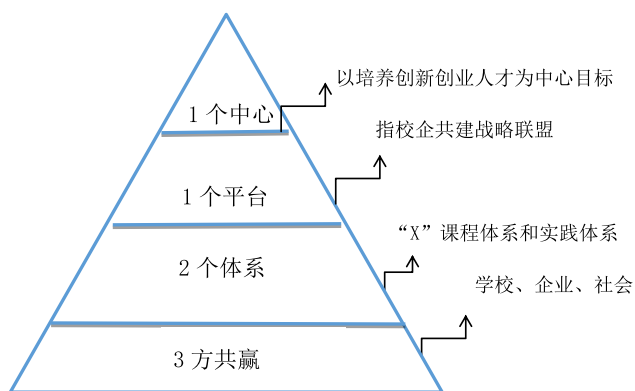 以培养创新创业人才为中心目标
1个中心
指校企共建战略联盟
1个平台
“X”课程体系和实践体系
2个体系
学校、企业、社会
3方共赢